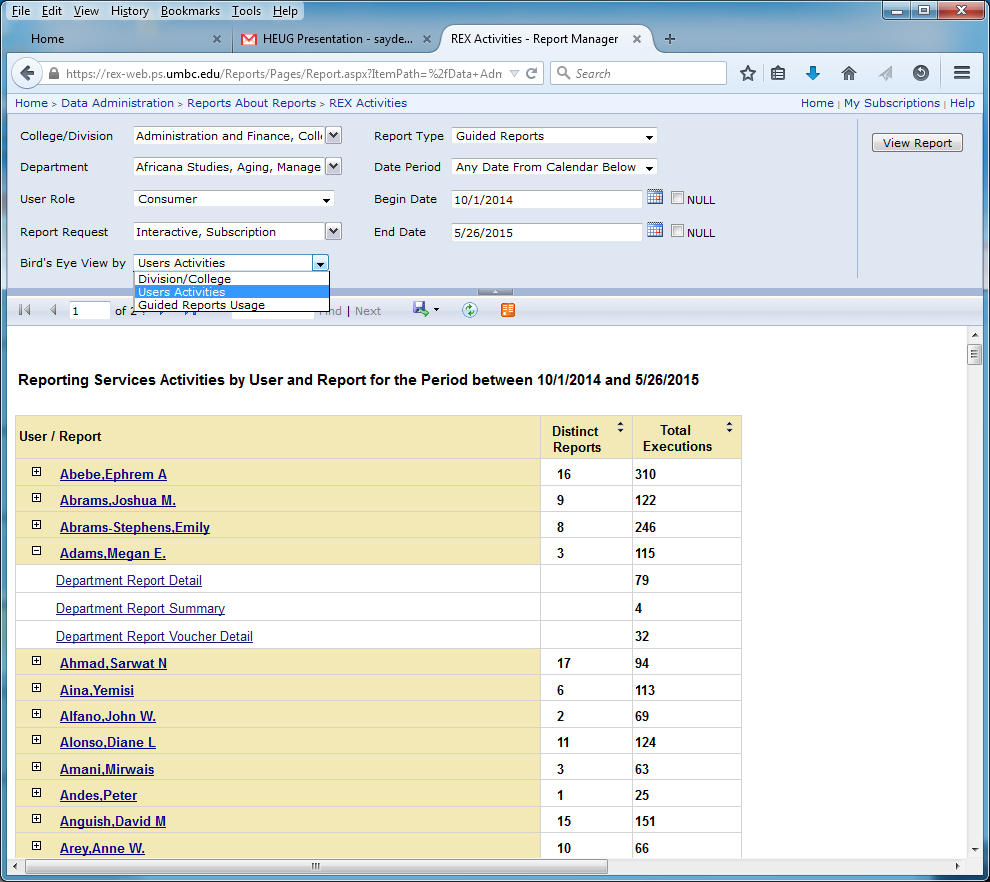 File Edit View History Bookmarks Tools Help
Home × HEUG Presentation - sayde... × REX Activities - Report Manager × +
https://rex-web.ps.umbc.edu/Reports/Pages/Report.aspx?ItemPath=%2fData+Adn Search
Home > Data Administration > Reports About Reports > REX Activities Home | My Subscriptions | Help
College/Division Administration and Finance, Coll Report Type Guided Reports View Report
Department Africana Studies, Aging, Manage Date Period Any Date From Calendar Below
User Role Consumer Begin Date 10/1/2014 NULL
Report Request Interactive, Subscription End Date 5/26/2015 NULL
Bird's Eye View by Users Activities
Division/College
Users Activities
Guided Reports Usage
1 of 2 | Next
Reporting Services Activities by User and Report for the Period between 10/1/2014 and 5/26/2015
User / Report Distinct Reports Total Executions
Abebe,Ephrem A 16 310
Abrams,Joshua M. 9 122
Abrams-Stephens,Emily 8 246
Adams,Megan E. 3 115
Department Report Detail 79
Department Report Summary 4
Department Report Voucher Detail 32
Ahmad,Sarwat N 17 94
Aina,Yemisi 6 113
Alfano,John W. 2 69
Alonso,Diane L 11 124
Amani,Mirwais 3 63
Andes,Peter 1 25
Anguish,David M 15 151
Arey,Anne W. 10 66